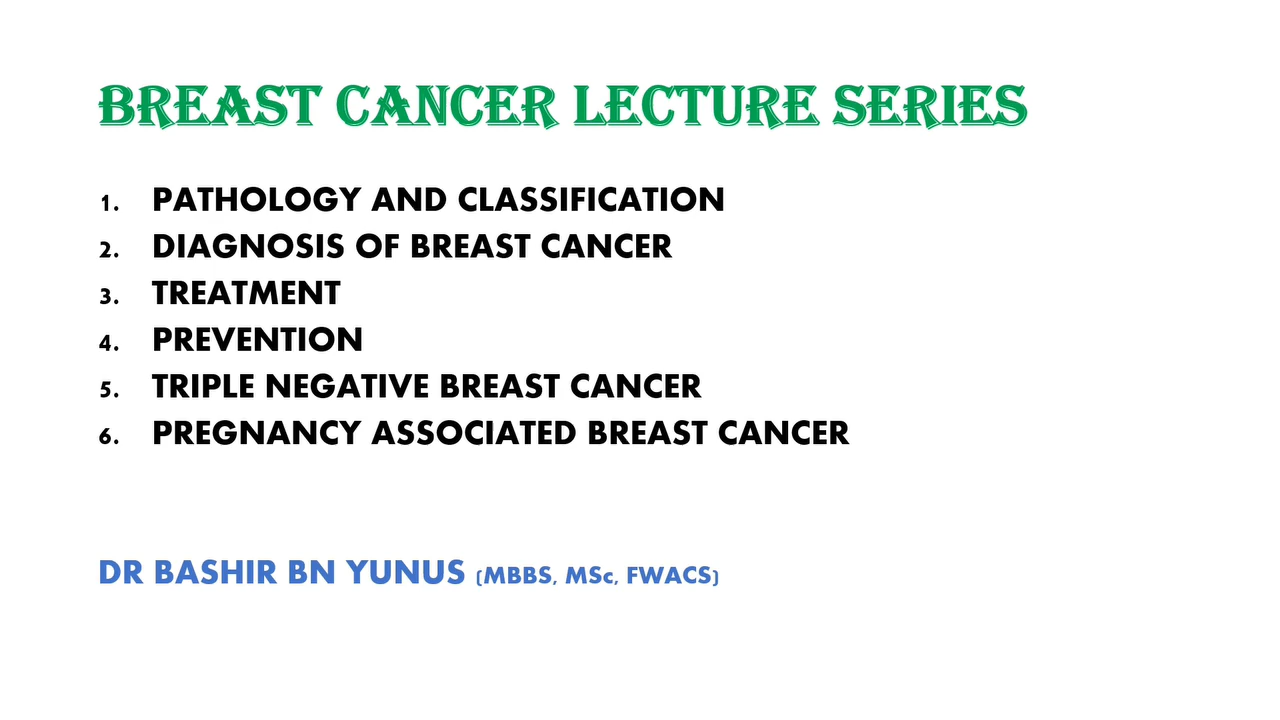 BREAST CANCER LECTURE SERIES
1. PATHOLOGY AND CLASSIFICATION
2. DIAGNOSIS OF BREAST CANCER
3. TREATMENT
4. PREVENTION
5. TRIPLE NEGATIVE BREAST CANCER
6. PREGNANCY ASSOCIATED BREAST CANCER
DR BASHIR BN YUNUS (MBBS, MSc, FWACS)